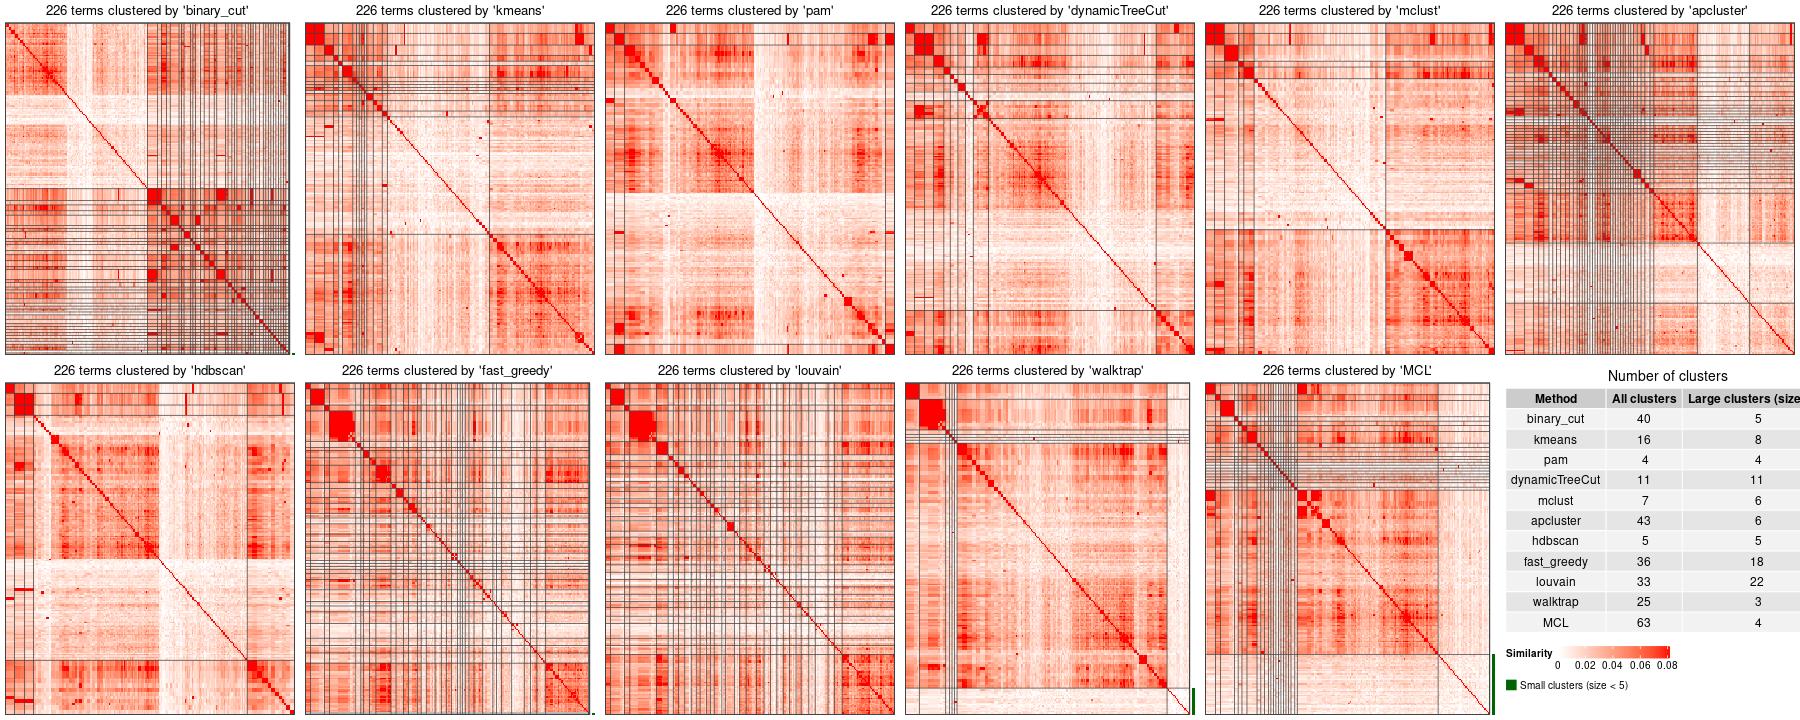 226 terms clustered by 'binary_cut'
226 terms clustered by 'kmeans'
226 terms clustered by 'pam'
226 terms clustered by 'dynamicTreeCut'
226 terms clustered by 'mclust'
226 terms clustered by 'apcluster'
226 terms clustered by 'hdbscan'
226 terms clustered by 'fast_greedy'
226 terms clustered by 'louvain'
226 terms clustered by 'walktrap'
226 terms clustered by 'MCL'
Number of clusters
Method All clusters Large clusters (size
binary_cut 40 5
kmeans 16 8
pam 4 4
dynamicTreeCut 11 11
mclust 7 6
apcluster 43 6
hdbscan 5 5
fast_greedy 36 18
louvain 33 22
walktrap 25 3
MCL 63 4
Similarity
0 0.02 0.04 0.06 0.08
Small clusters (size < 5)